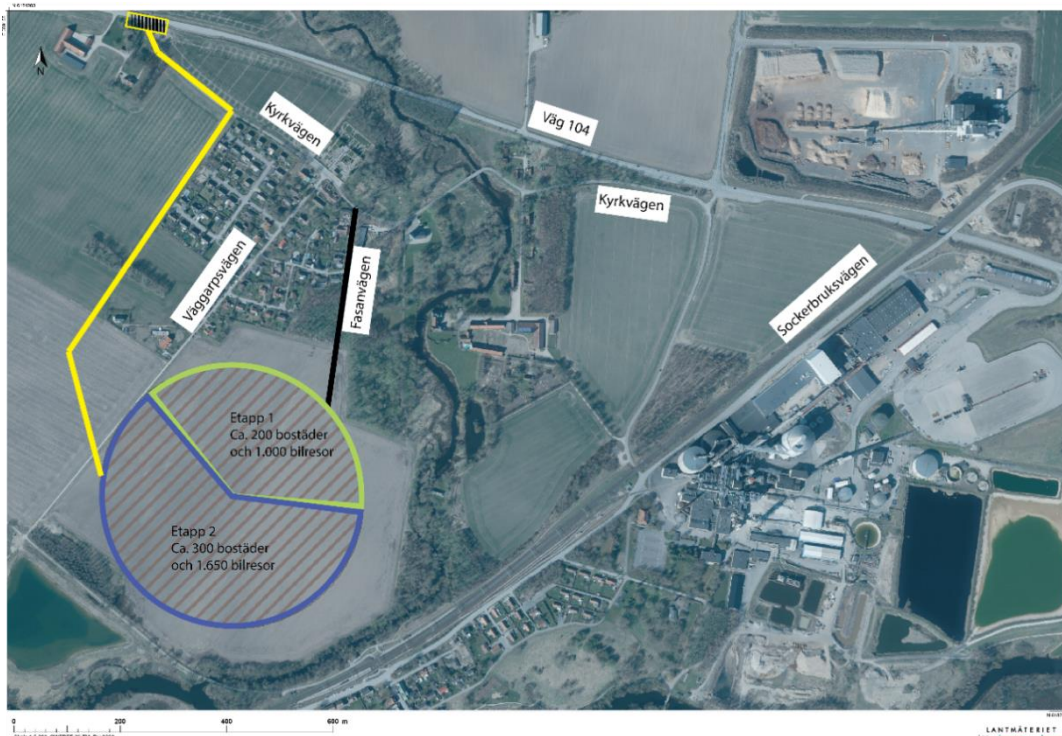 N
Kyrkvägen
Väg 104
Kyrkvägen
Väggarpsvägen
Fasanvägen
Sockerbruksvägen
Etapp 1
Ca. 200 bostäder
och 1.000 bilresor
Etapp 2
Ca. 300 bostäder
och 1.650 bilresor
0 200 400 600 m
LANTMÄTERIET